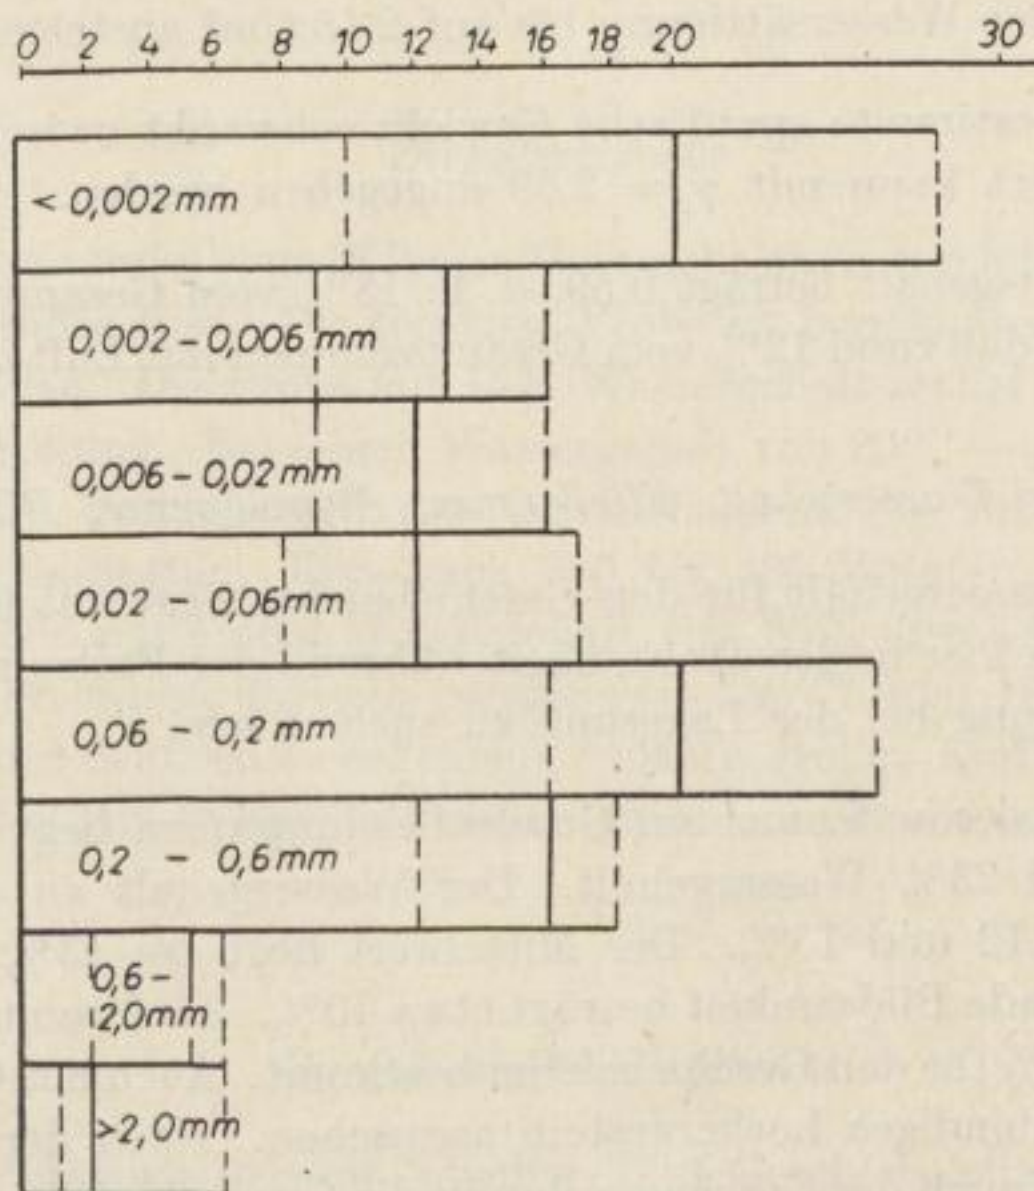 0 2 4 6 8 10 12 14 16 18 20 30
< 0,002 mm
0,002 – 0,006 mm
0,006 – 0,02 mm
0,02 – 0,06 mm
0,06 – 0,2 mm
0,2 – 0,6 mm
0,6 –
2,0 mm
>2,0 mm